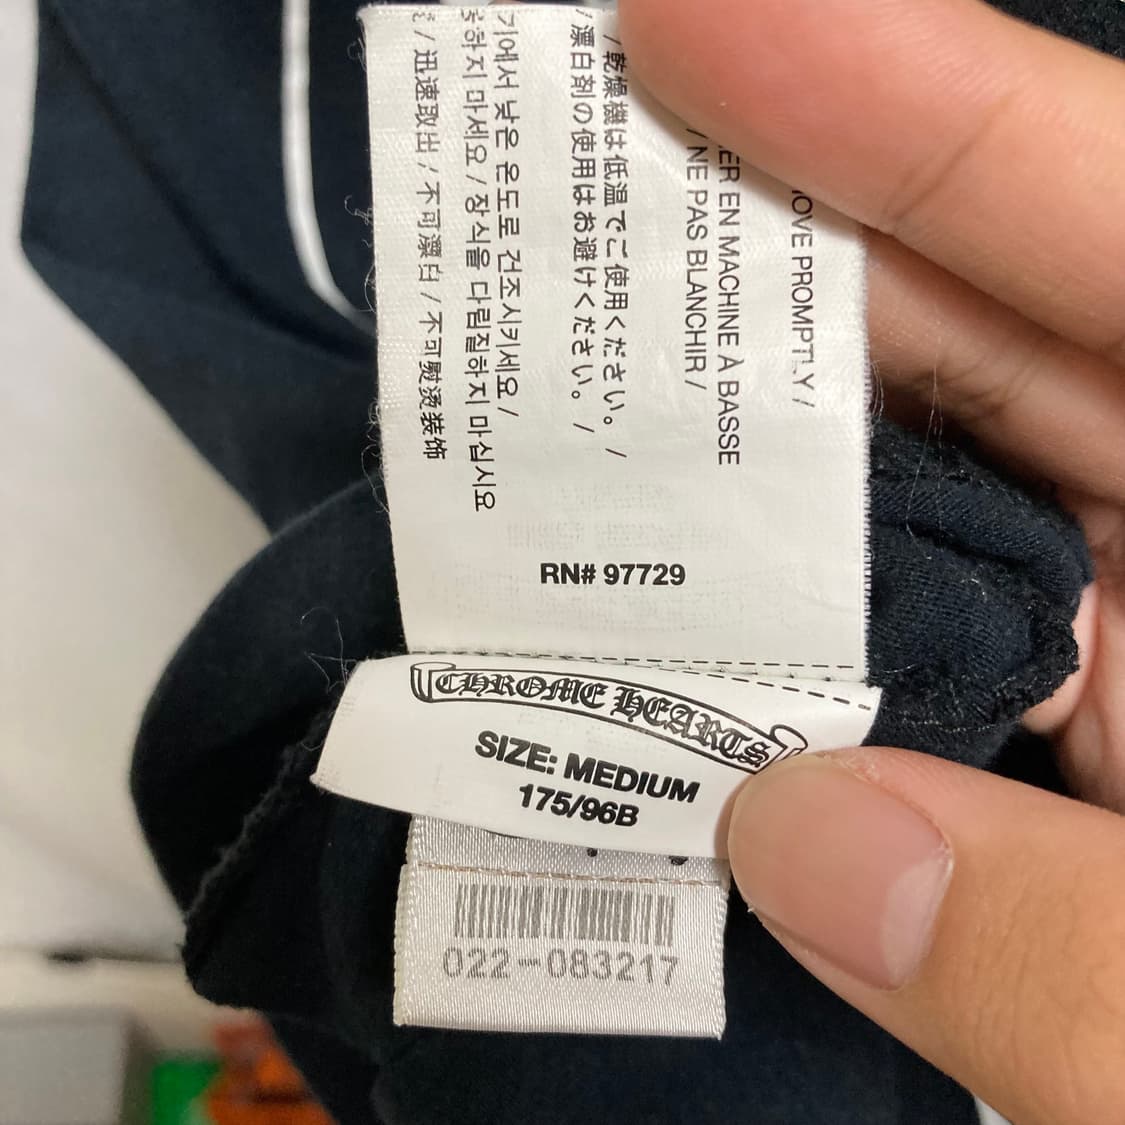 MOVE PROMPTLY /
ER EN MACHINE À BASSE
/ NE PAS BLANCHIR /
/ 乾燥機は低温でご使用ください。 /
/ 漂白剤の使用はお避けください。 /
기에서 낮은 온도로 건조시키세요 /
하지 마세요 / 장식을 다림질하지 마십시오
/ 迅速取出 / 不可漂白 / 不可熨烫装饰
RN# 97729
CHROME HEARTS
SIZE: MEDIUM
175/96B
022-083217